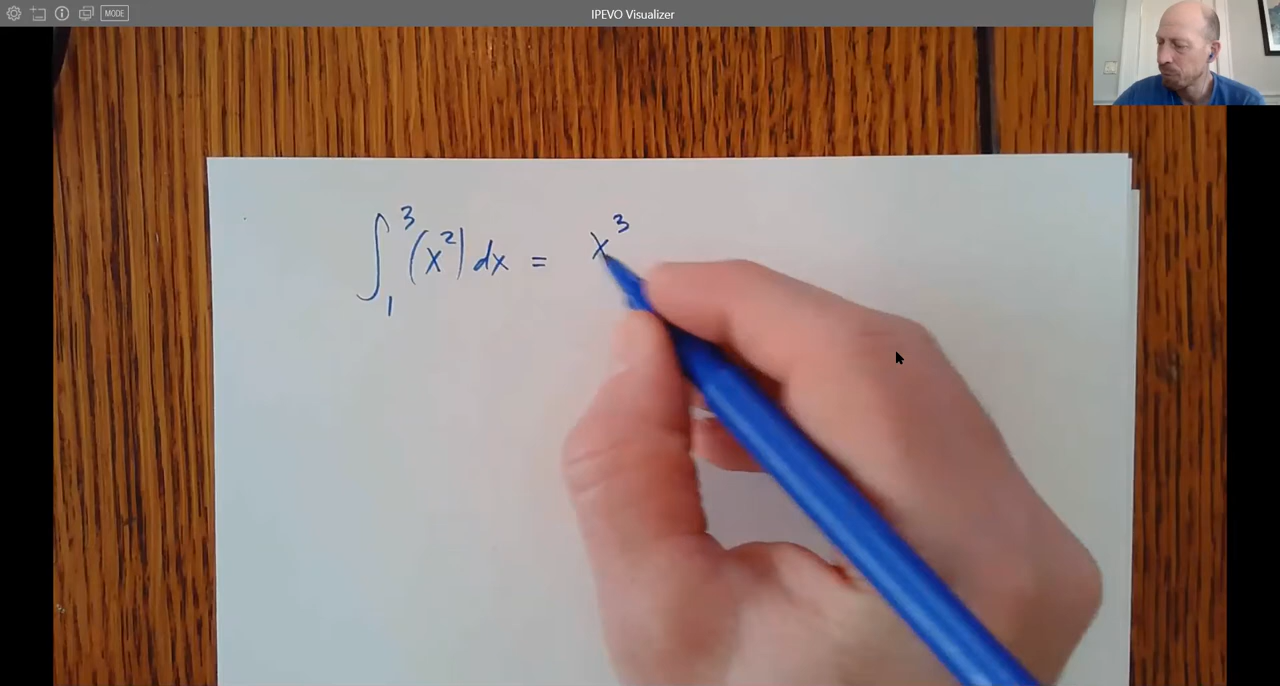 MODE
IPEVO Visualizer
∫₁³ (x²) dx = x³